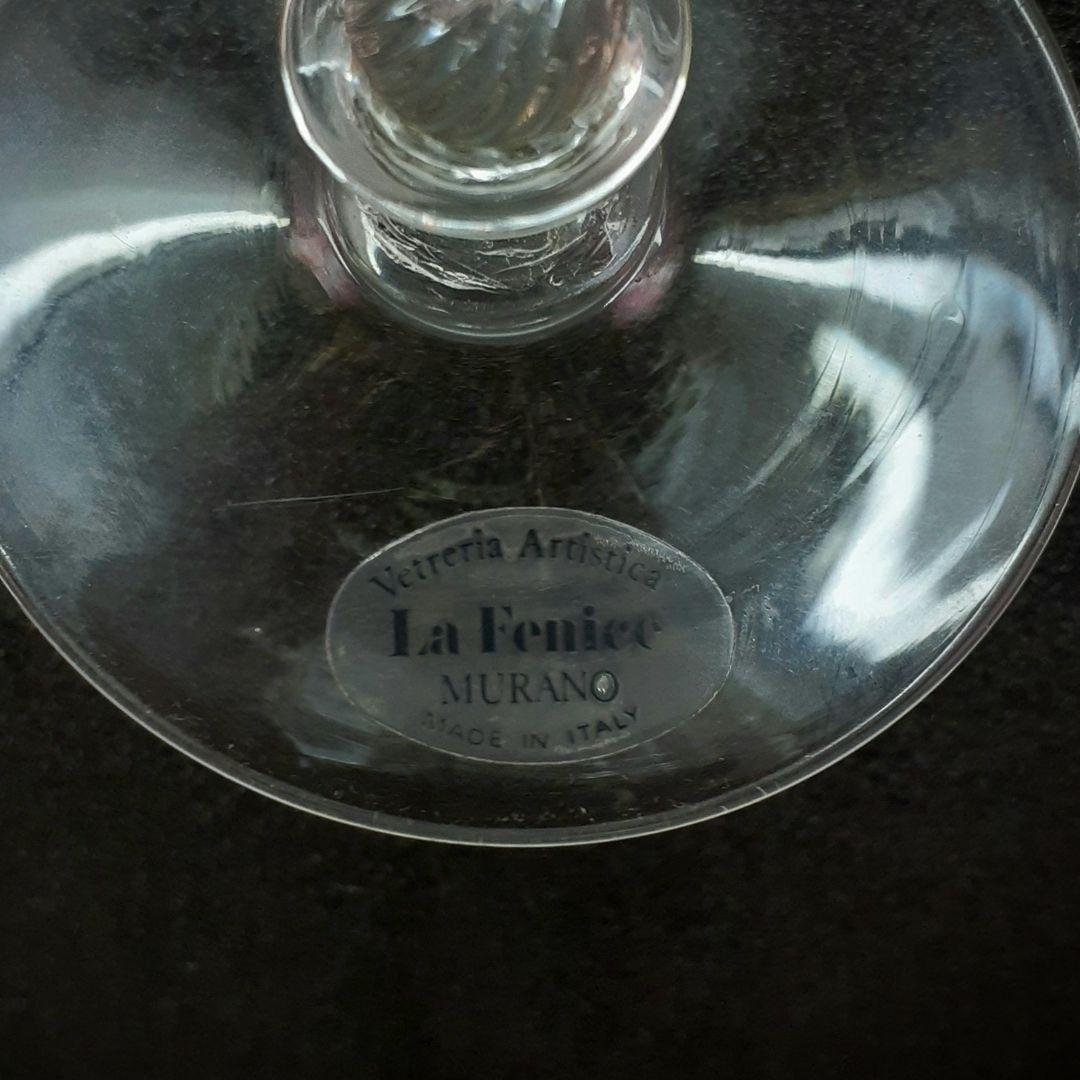 Vetreria Artistica
La Fenice
MURANO
MADE IN ITALY